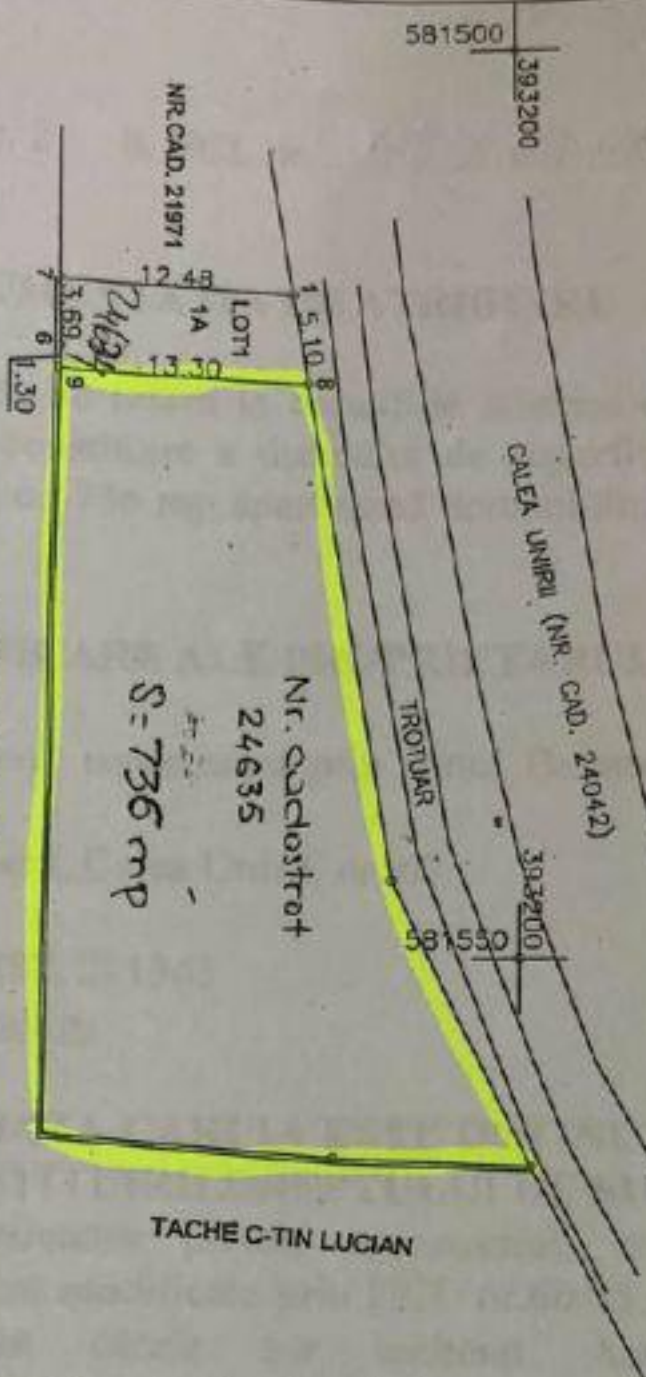 581500
393200
NR.CAD. 21971
7
12.48
1
3.69
24634
1A
LOT1
5.10
6
9
13.30
8
1.30
CALEA UNIRII (NR. CAD. 24042)
TROTUAR
Nr. cadastrat
24635
S=736 mp
393200
581550
TACHE C-TIN LUCIAN